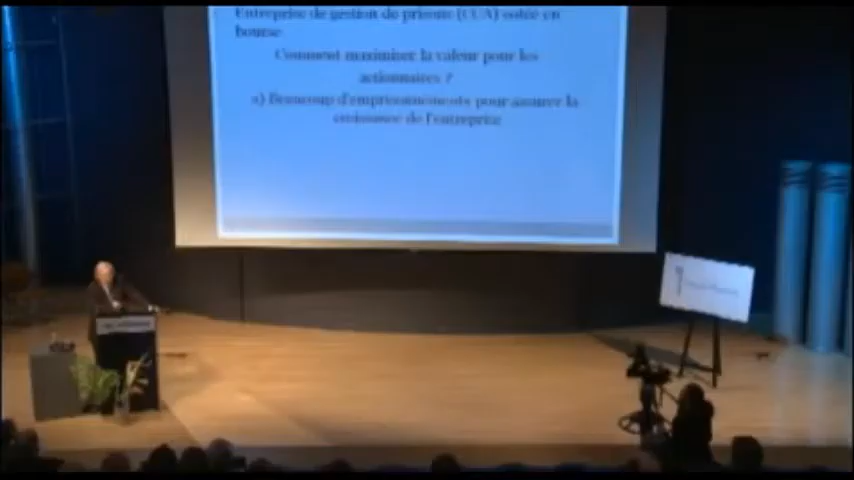 Entreprise de gestion de prisons (CCA) cotée en
bourse
Comment maximiser la valeur pour les
actionnaires ?
a) Beaucoup d'emprisonnements pour assurer la
croissance de l'entreprise